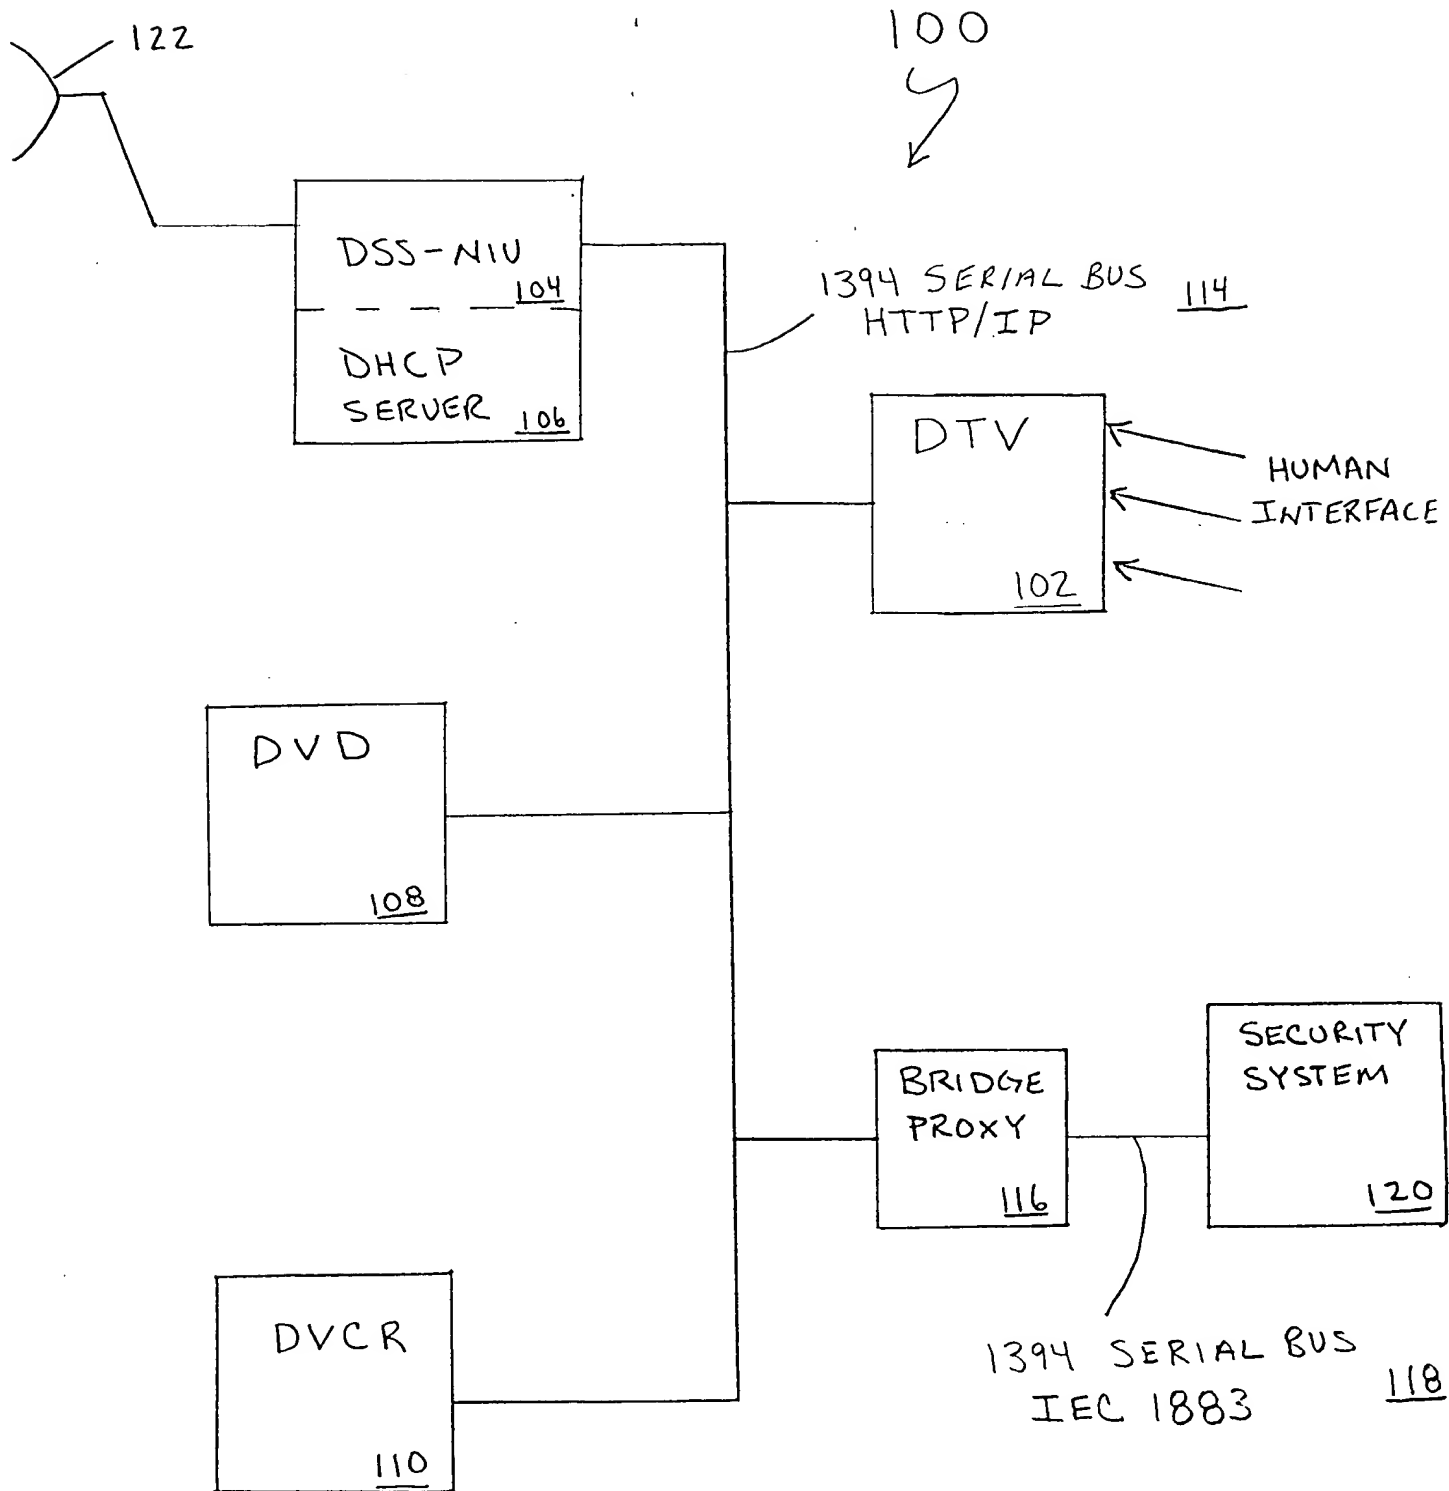 122
100
DSS-NIU
104
DHCP
SERVER
106
1394 SERIAL BUS
HTTP/IP
114
DTV
102
HUMAN
INTERFACE
DVD
108
BRIDGE
PROXY
116
SECURITY
SYSTEM
120
DVCR
110
1394 SERIAL BUS
IEC 1883
118